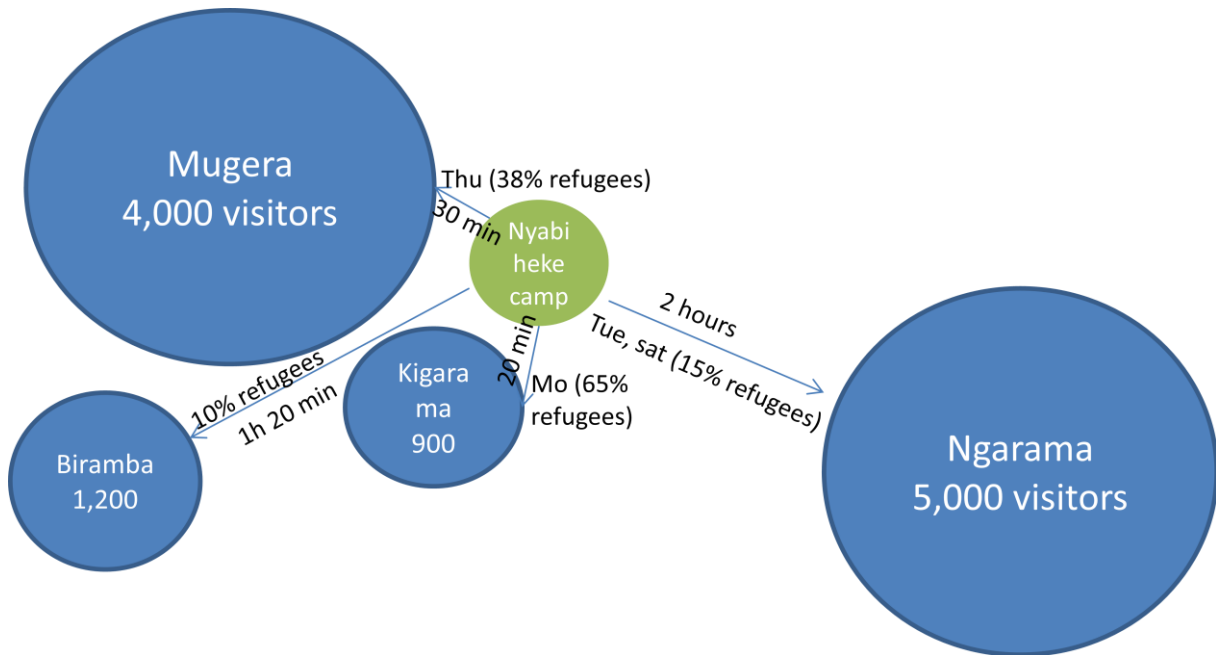 Mugera
4,000 visitors
Thu (38% refugees)
30 min
Nyabi
heke
camp
2 hours
Tue, sat (15% refugees)
20 min
Mo (65%
refugees)
Kigara
ma
900
10% refugees
1h 20 min
Biramba
1,200
Ngarama
5,000 visitors